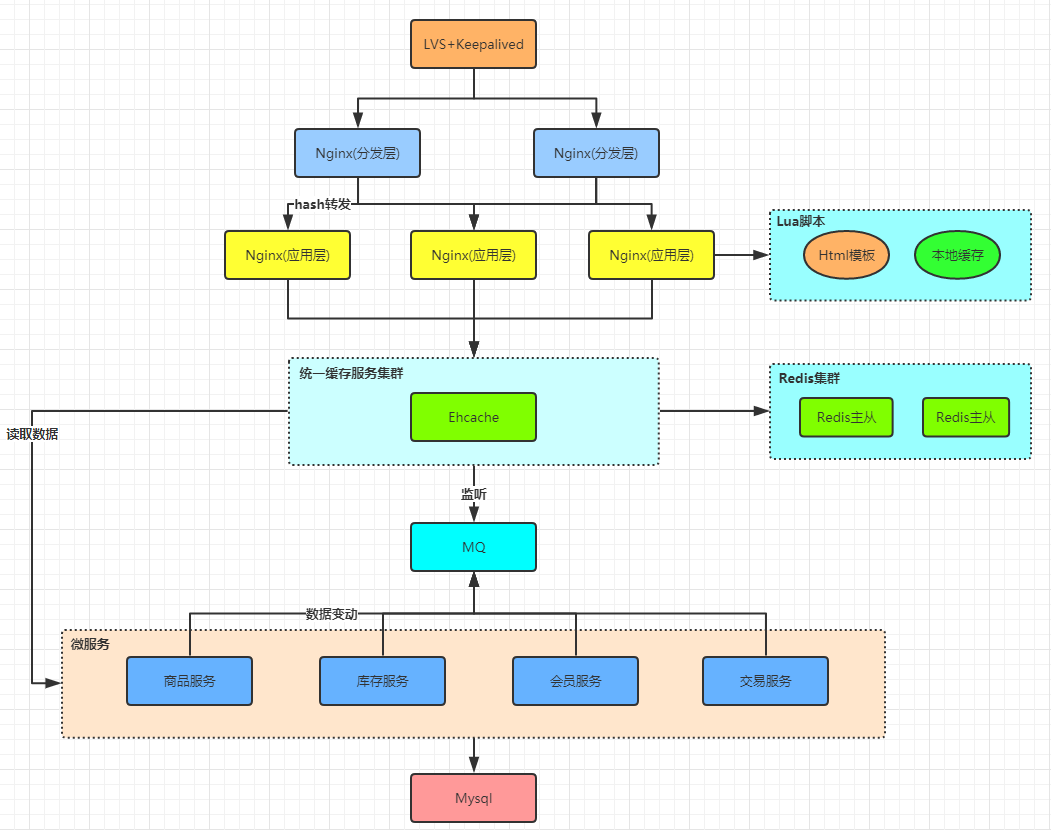 LVS+Keepalived
Nginx(分发层)
Nginx(分发层)
hash转发
Nginx(应用层)
Nginx(应用层)
Nginx(应用层)
Lua脚本
Html模板
本地缓存
统一缓存服务集群
Ehcache
Redis集群
Redis主从
Redis主从
读取数据
监听
MQ
数据变动
微服务
商品服务
库存服务
会员服务
交易服务
Mysql